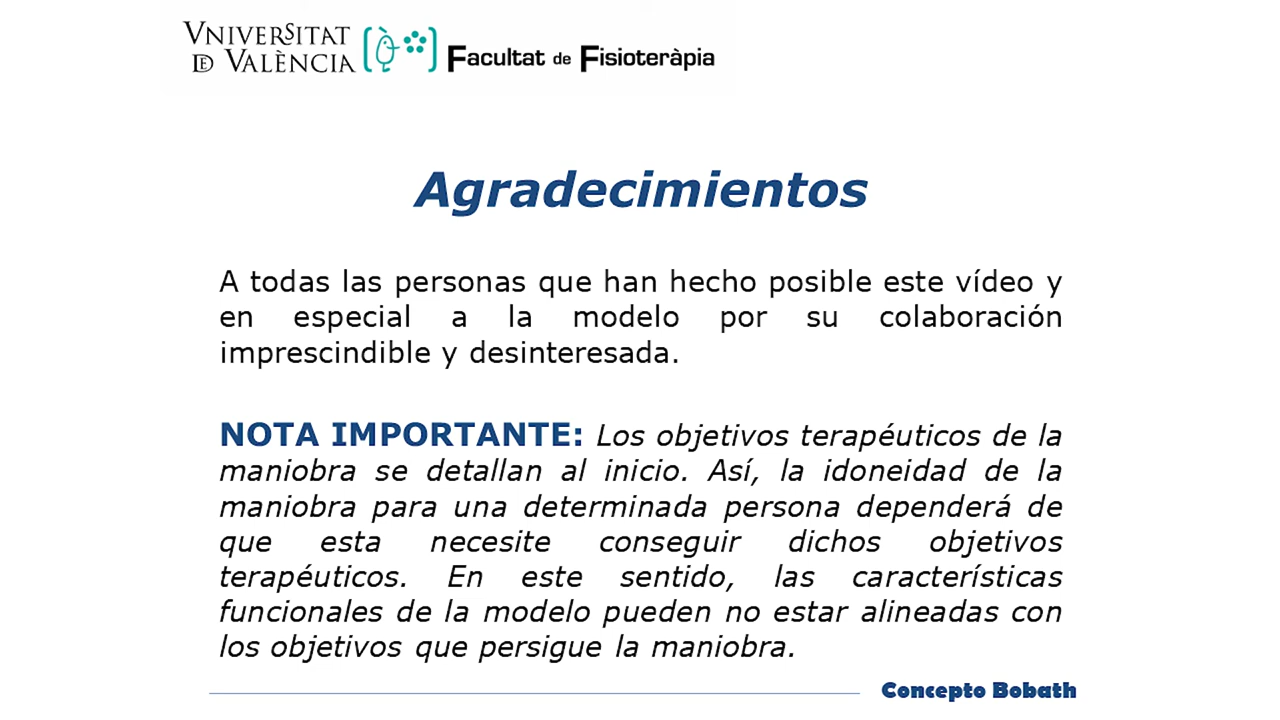 VNIVERSITAT
DE VALÈNCIA
Facultat de Fisioteràpia
Agradecimientos
A todas las personas que han hecho posible este vídeo y
en especial a la modelo por su colaboración
imprescindible y desinteresada.
NOTA IMPORTANTE: Los objetivos terapéuticos de la
maniobra se detallan al inicio. Así, la idoneidad de la
maniobra para una determinada persona dependerá de
que esta necesite conseguir dichos objetivos
terapéuticos. En este sentido, las características
funcionales de la modelo pueden no estar alineadas con
los objetivos que persigue la maniobra.
Concepto Bobath